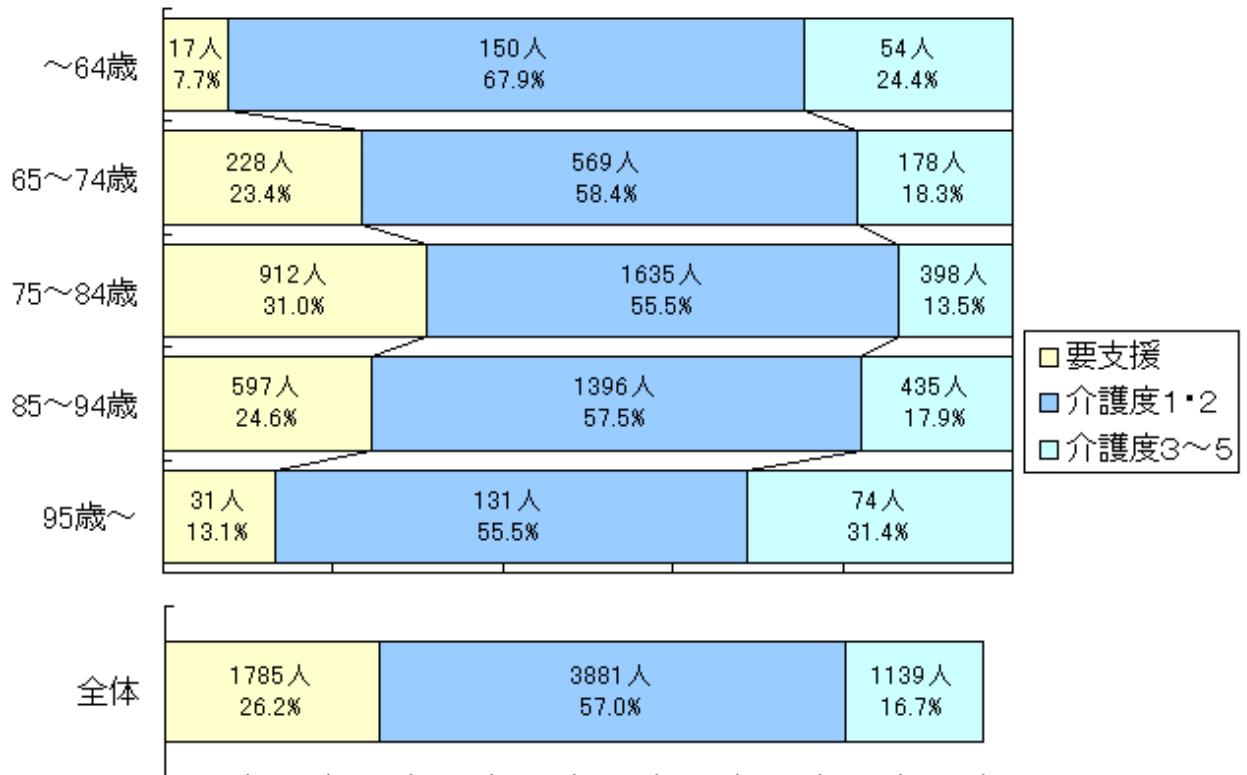 ～64歳
17人 150人 54人
7.7% 67.9% 24.4%
65～74歳
228人 569人 178人
23.4% 58.4% 18.3%
75～84歳
912人 1635人 398人
31.0% 55.5% 13.5%
85～94歳
597人 1396人 435人
24.6% 57.5% 17.9%
95歳～
31人 131人 74人
13.1% 55.5% 31.4%
要支援
介護度1・2
介護度3～5
全体
1785人 3881人 1139人
26.2% 57.0% 16.7%